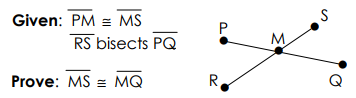 Given: PM ≅ MS
RS bisects PQ
Prove: MS ≅ MQ
P
M
S
R
Q